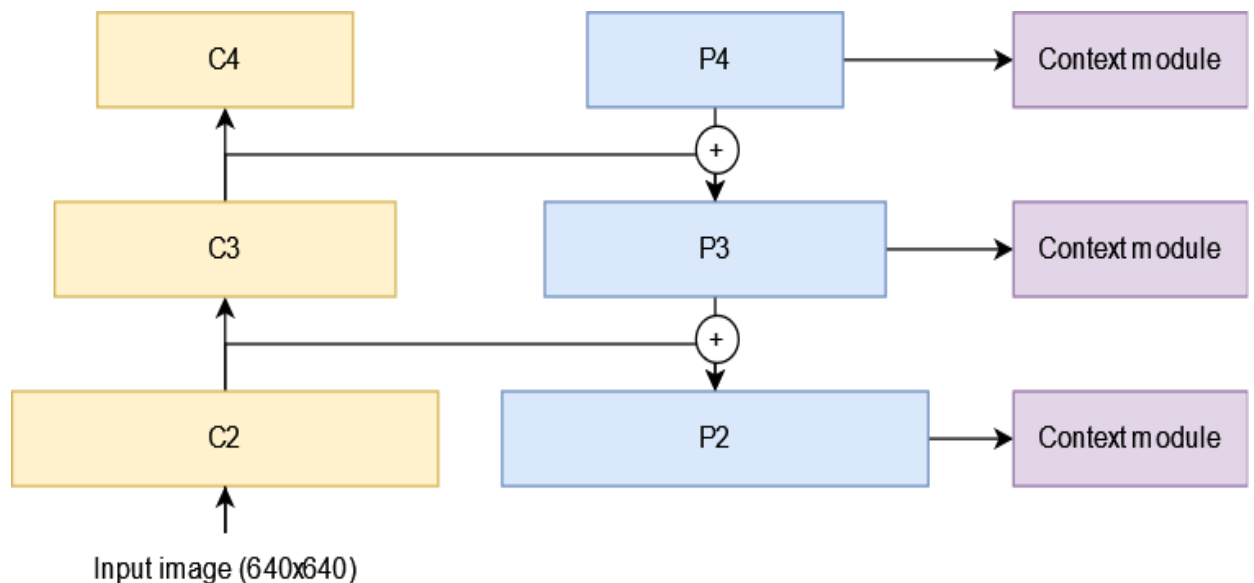 C4
P4
Context module
+
C3
P3
Context module
+
C2
P2
Context module
Input image (640x640)